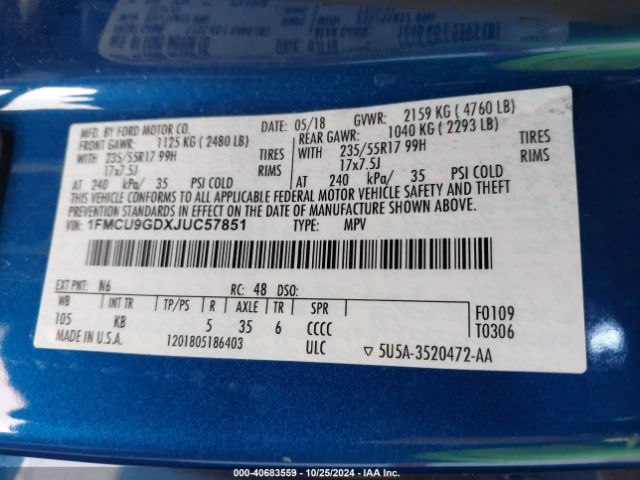 MFD. BY FORD MOTOR CO. DATE: 05/18 GVWR: 2159 KG ( 4760 LB)
FRONT GAWR: 1125 KG ( 2480 LB) REAR GAWR: 1040 KG ( 2293 LB)
WITH 235/55R17 99H TIRES WITH 235/55R17 99H TIRES
17x7.5J RIMS 17x7.5J RIMS
AT 240 kPa/ 35 PSI COLD AT 240 kPa/ 35 PSI COLD
THIS VEHICLE CONFORMS TO ALL APPLICABLE FEDERAL MOTOR VEHICLE SAFETY AND THEFT
PREVENTION STANDARDS IN EFFECT ON THE DATE OF MANUFACTURE SHOWN ABOVE.
VIN: 1FMCU9GDXJUC57851 TYPE: MPV
EXT PNT: N6 RC: 48 DSO:
WB INT TR TP/PS R AXLE TR SPR F0109
105 KB 5 35 6 CCCC T0306
MADE IN U.S.A. 1201805186403 ULC ▽ 5U5A-3520472-AA
00-40683559 - 10/25/2024 - IAA Inc.